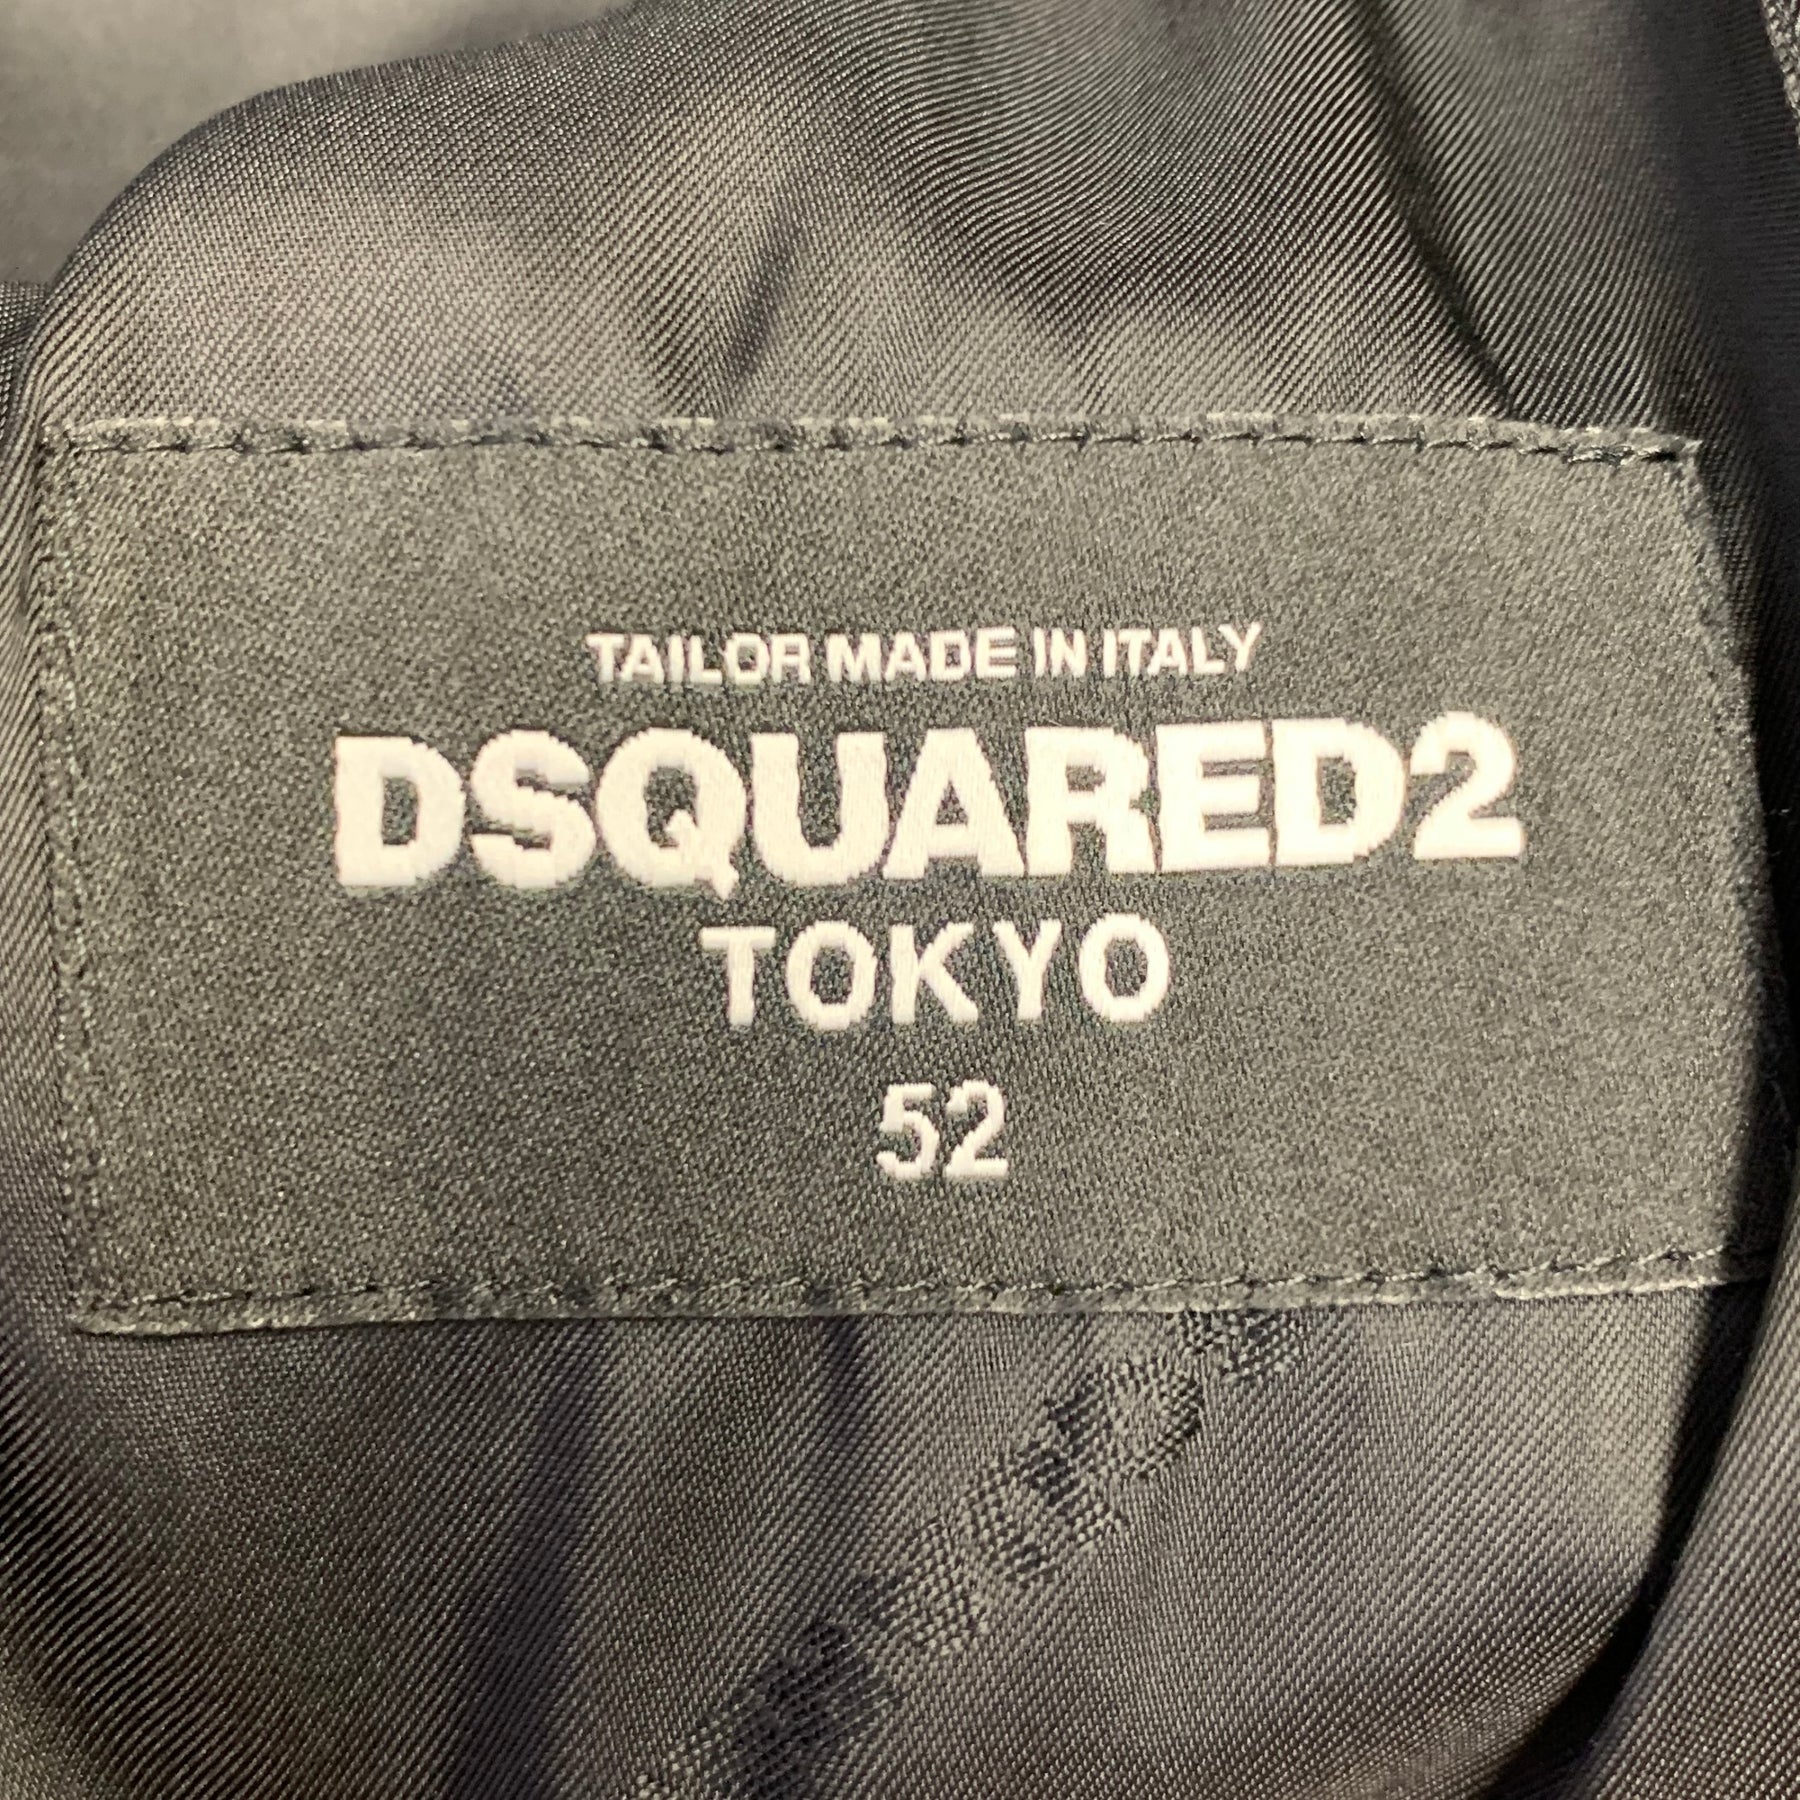 TAILOR MADE IN ITALY
DSQUARED2
TOKYO
52